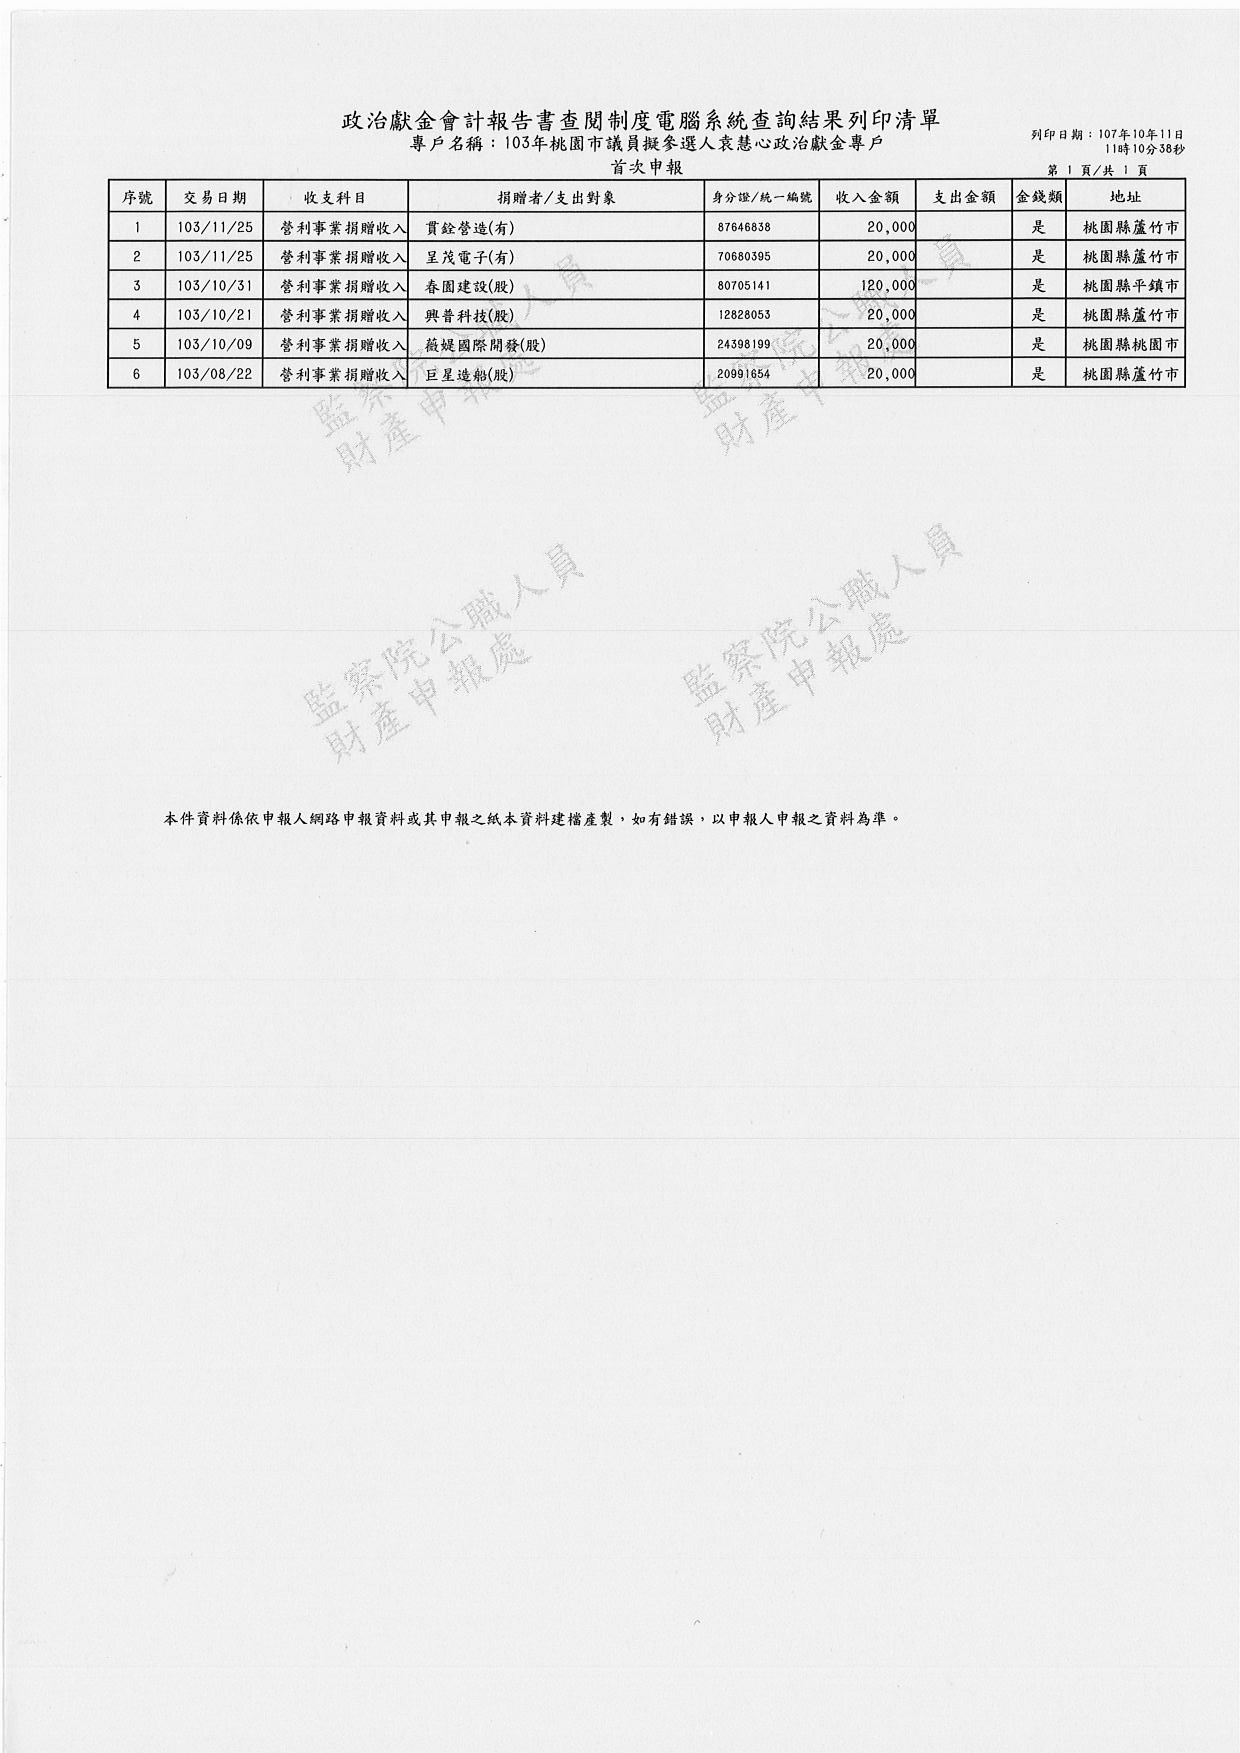 政治獻金會計報告書查閱制度電腦系統查詢結果列印清單
專戶名稱：103年桃園市議員擬參選人袁慧心政治獻金專戶
首次申報
列印日期：107年10年11日
11時10分38秒
第 1 頁/共 1 頁
序號 交易日期 收支科目 捐贈者/支出對象 身分證/統一編號 收入金額 支出金額 金錢類 地址
1 103/11/25 營利事業捐贈收入 貫銓營造(有) 87646838 20,000 是 桃園縣蘆竹市
2 103/11/25 營利事業捐贈收入 呈茂電子(有) 70680395 20,000 是 桃園縣蘆竹市
3 103/10/31 營利事業捐贈收入 春園建設(股) 80705141 120,000 是 桃園縣平鎮市
4 103/10/21 營利事業捐贈收入 興普科技(股) 12828053 20,000 是 桃園縣蘆竹市
5 103/10/09 營利事業捐贈收入 薇媞國際開發(股) 24398199 20,000 是 桃園縣桃園市
6 103/08/22 營利事業捐贈收入 巨星造船(股) 20991654 20,000 是 桃園縣蘆竹市
監察院公職人員
財產申報處
監察院公職人員
財產申報處
監察院公職人員
財產申報處
監察院公職人員
財產申報處
本件資料係依申報人網路申報資料或其申報之紙本資料建檔產製，如有錯誤，以申報人申報之資料為準。